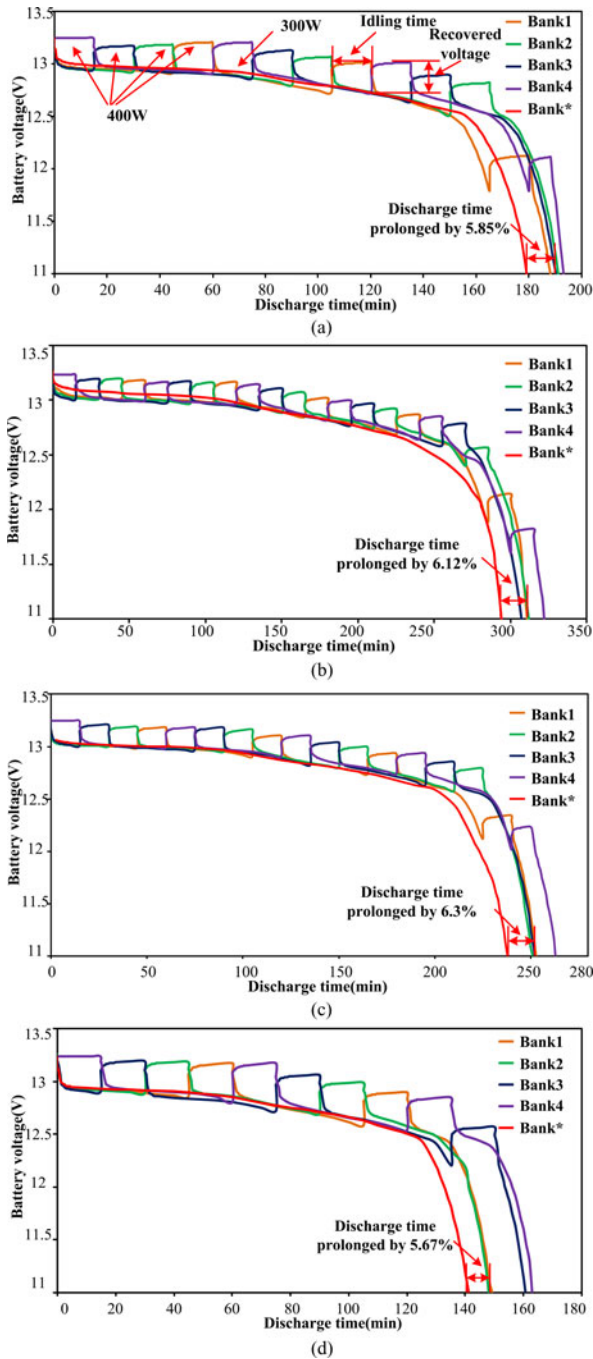 13.5
13
12.5
12
11.5
11
Battery voltage(V)
300W
400W
Idling time
Recovered
voltage
Bank1
Bank2
Bank3
Bank4
Bank*
Discharge time
prolonged by 5.85%
0 20 40 60 80 100 120 140 160 180 200
Discharge time(min)
(a)
13.5
13
12.5
12
11.5
11
Battery voltage(V)
Bank1
Bank2
Bank3
Bank4
Bank*
Discharge time
prolonged by 6.12%
0 50 100 150 200 250 300 350
Discharge time(min)
(b)
13.5
13
12.5
12
11.5
11
Battery voltage(V)
Bank1
Bank2
Bank3
Bank4
Bank*
Discharge time
prolonged by 6.3%
0 50 100 150 200 250 280
Discharge time(min)
(c)
13.5
13
12.5
12
11.5
11
Battery voltage(V)
Bank1
Bank2
Bank3
Bank4
Bank*
Discharge time
prolonged by 5.67%
0 20 40 60 80 100 120 140 160 180
Discharge time(min)
(d)